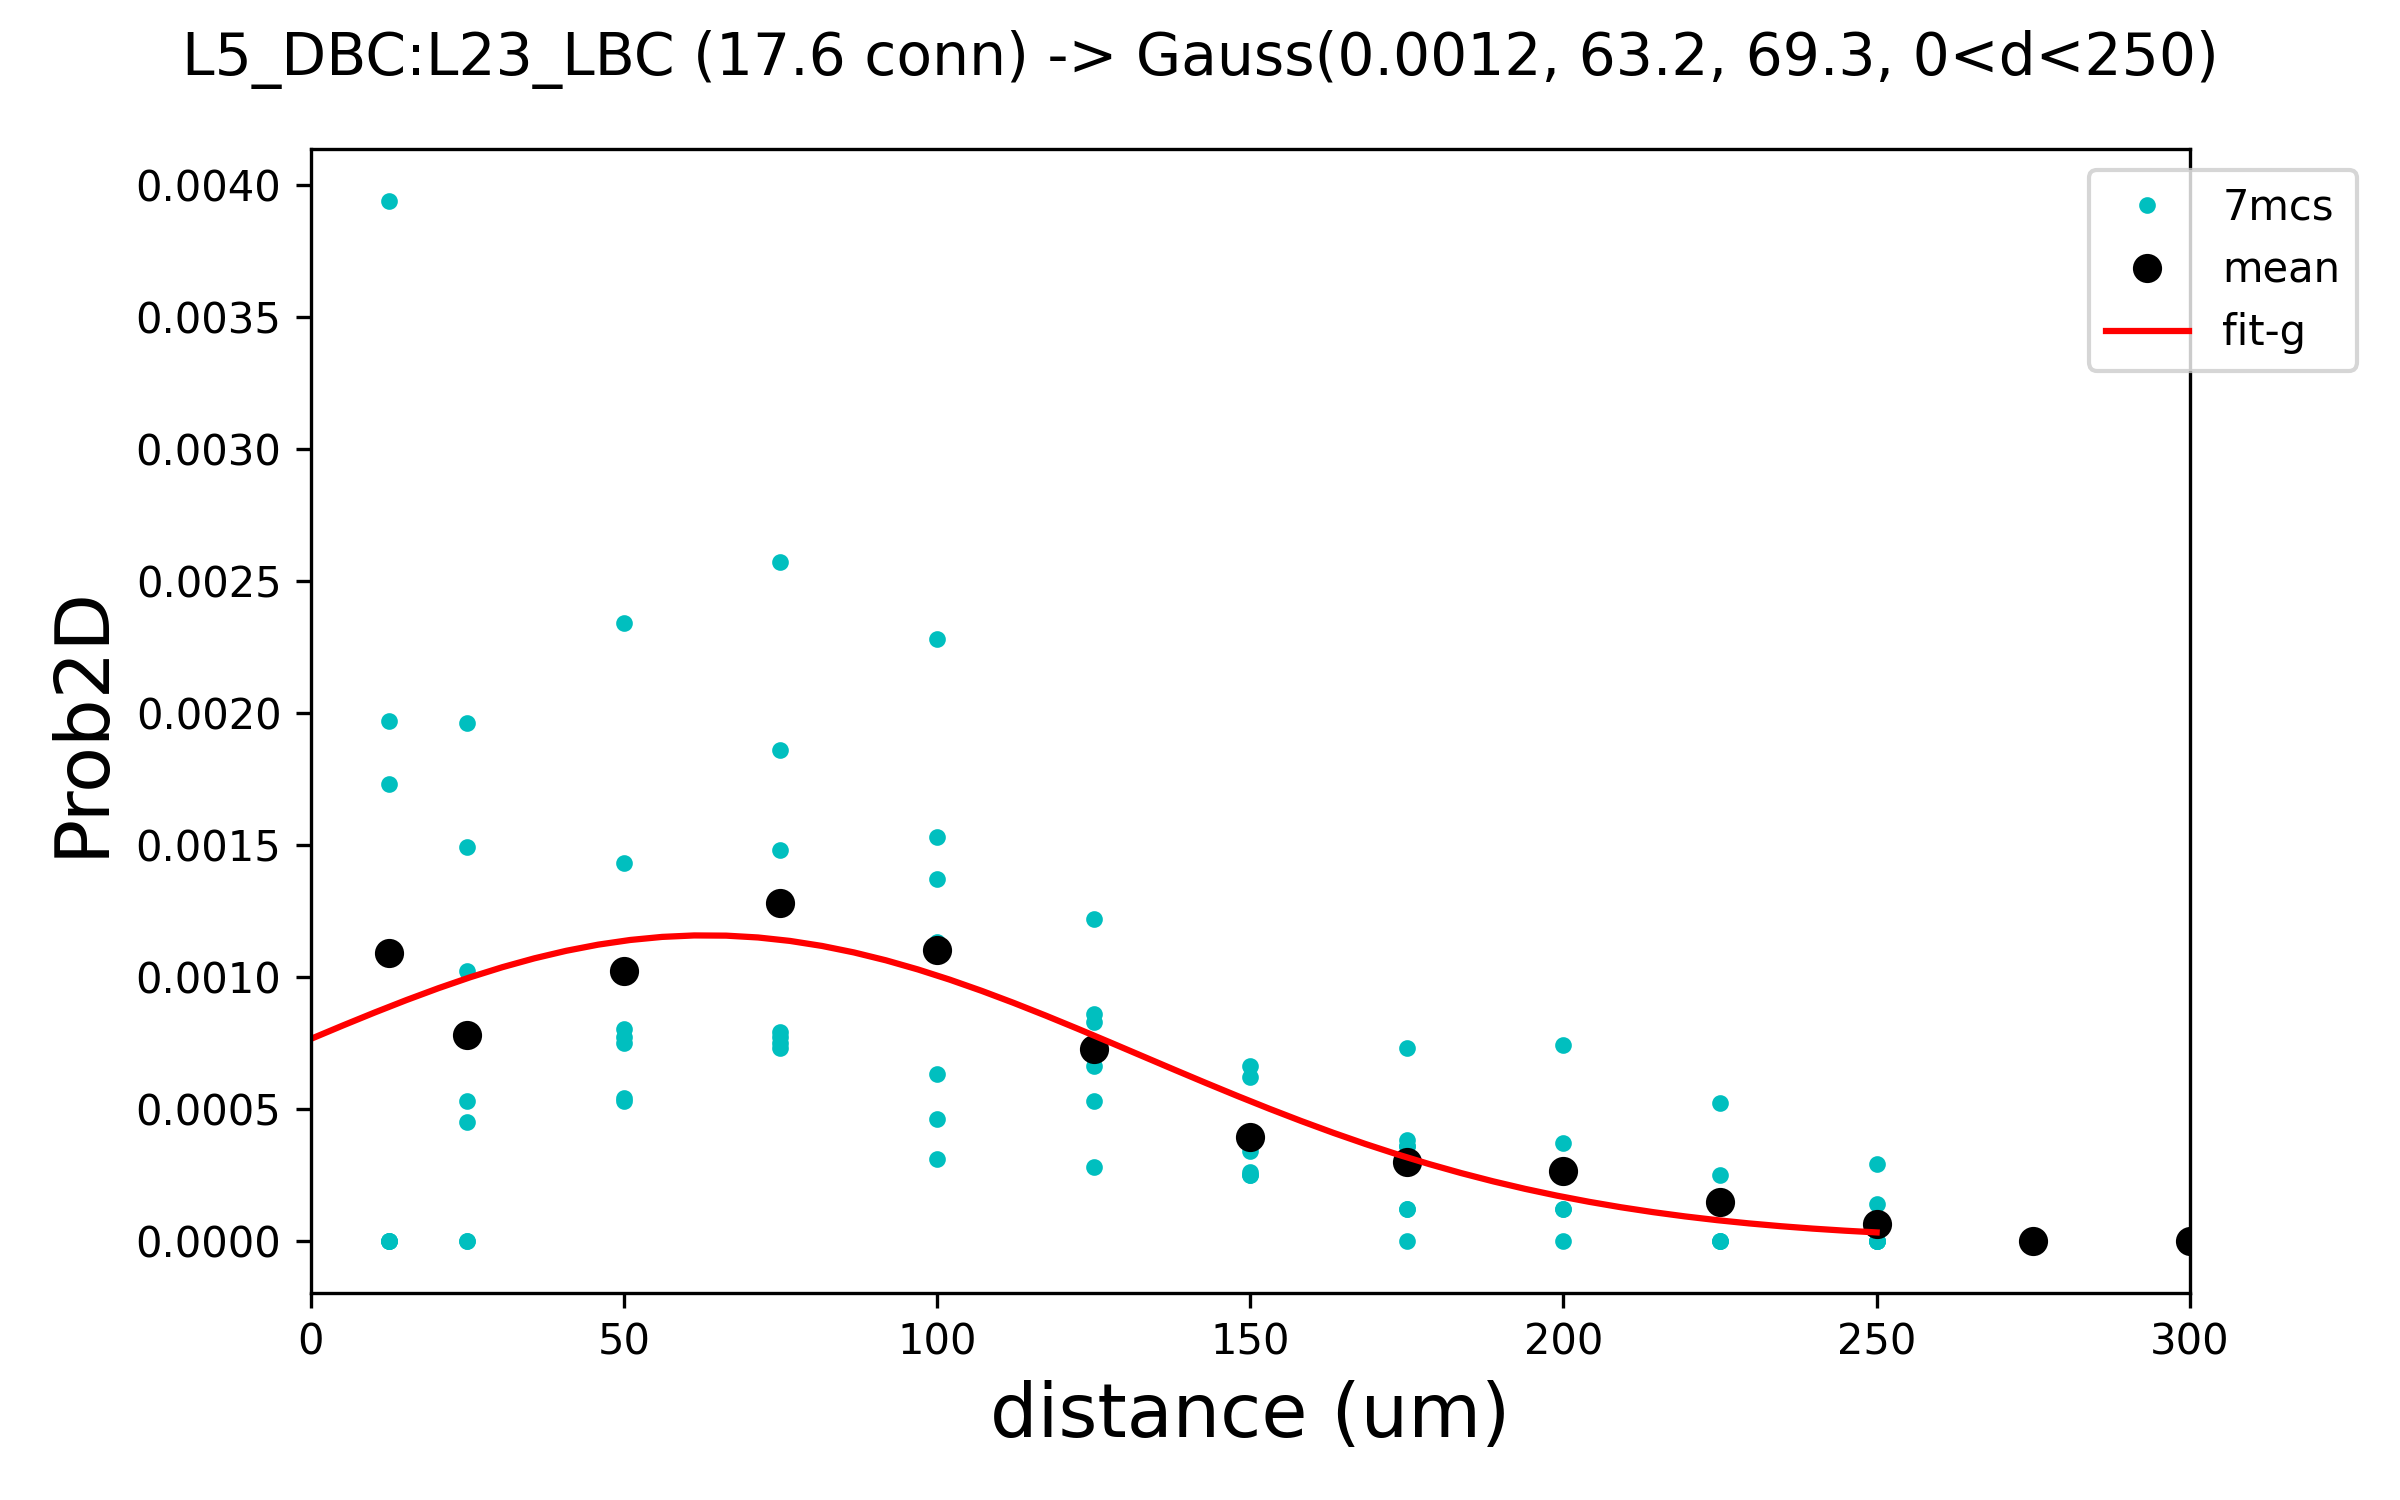 L5_DBC:L23_LBC (17.6 conn) -> Gauss(0.0012, 63.2, 69.3, 0<d<250)
7mcs
mean
fit-g
Prob2D
0.0040
0.0035
0.0030
0.0025
0.0020
0.0015
0.0010
0.0005
0.0000
0 50 100 150 200 250 300
distance (um)